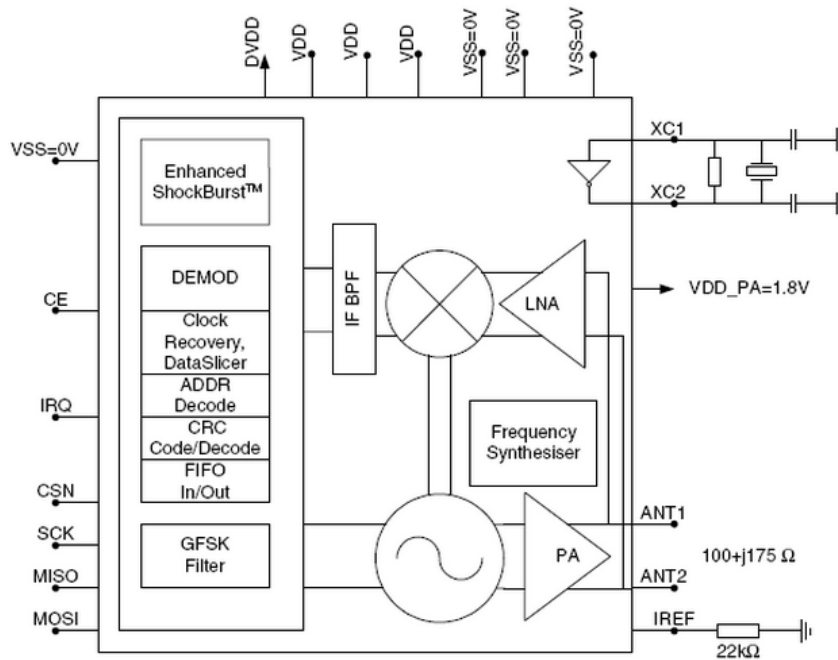 DVDD
VDD
VDD
VDD
VSS=0V
VSS=0V
VSS=0V
VSS=0V
XC1
XC2
Enhanced
ShockBurst™
CE
DEMOD
Clock
Recovery,
DataSlicer
ADDR
Decode
CRC
Code/Decode
FIFO
In/Out
IF BPF
LNA
VDD_PA=1.8V
IRQ
Frequency
Synthesiser
CSN
SCK
MISO
MOSI
GFSK
Filter
PA
ANT1
100+j175 Ω
ANT2
IREF
22kΩ